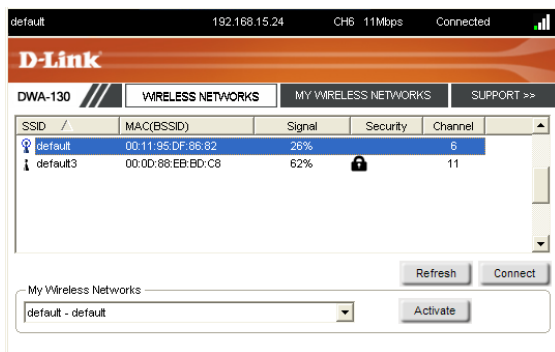 default 192.168.15.24 CH6 11Mbps Connected
D-Link
DWA-130 WIRELESS NETWORKS MY WIRELESS NETWORKS SUPPORT >>
SSID MAC(BSSID) Signal Security Channel
default 00:11:95:DF:86:82 26% 6
default3 00:0D:88:EB:BD:C8 62% 11
Refresh Connect
My Wireless Networks
default - default Activate